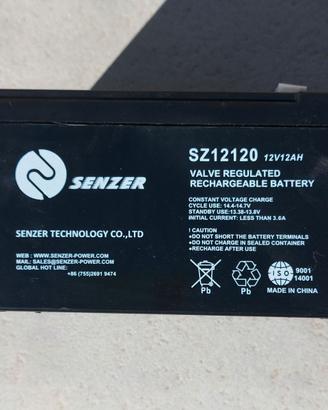 SENZER
SENZER TECHNOLOGY CO.,LTD
WEB : WWW.SENZER-POWER.COM
MAIL: SALES@SENZER-POWER.COM
GLOBAL HOT LINE:
+86 (755)2691 9474
SZ12120 12V12AH
VALVE REGULATED
RECHARGEABLE BATTERY
CONSTANT VOLTAGE CHARGE
CYCLE USE: 14.4-14.7V
STANDBY USE:13.38-13.8V
INITIAL CURRENT: LESS THAN 3.6A
! CAUTION
•DO NOT SHORT THE BATTERY TERMINALS
•DO NOT CHARGE IN SEALED CONTAINER
•RECHARGE AFTER USE
Pb
Pb
ISO 9001
14001
MADE IN CHINA